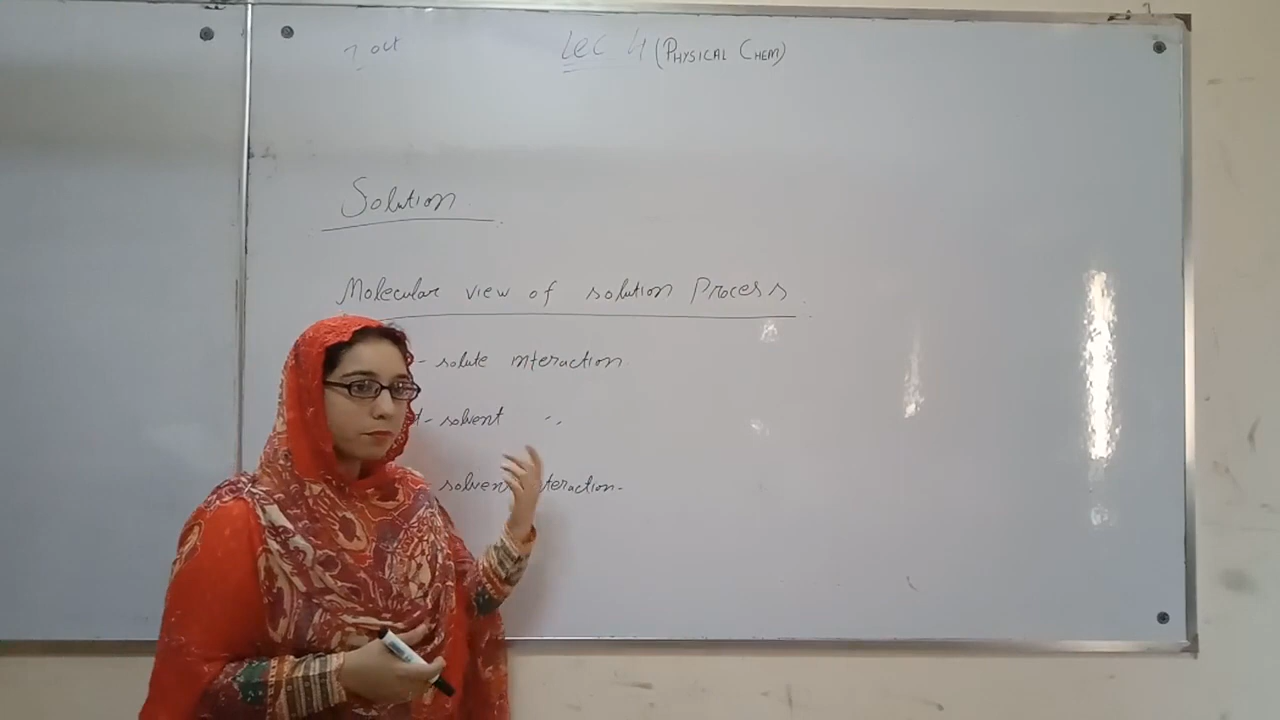 7 oct
Lec 4 (PHYSICAL CHEM)
Solution
Molecular view of solution Process
- solute interaction
t - solvent "
solvent teraction